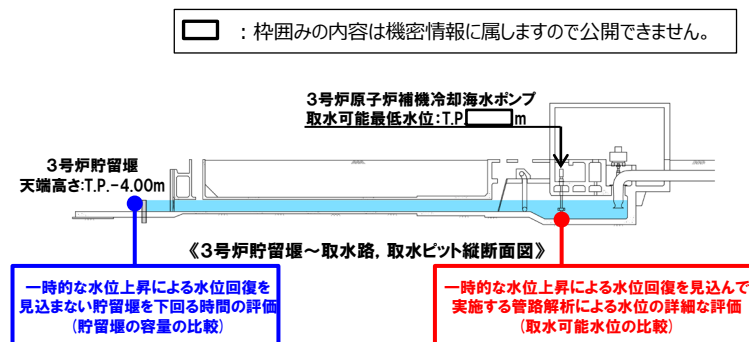 ：枠囲みの内容は機密情報に属しますので公開できません。
3号炉原子炉補機冷却海水ポンプ
取水可能最低水位：T.P. m
3号炉貯留堰
天端高さ:T.P.-4.00m
《3号炉貯留堰～取水路，取水ピット縦断面図》
一時的な水位上昇による水位回復を
見込まない貯留堰を下回る時間の評価
(貯留堰の容量の比較)
一時的な水位上昇による水位回復を見込んで
実施する管路解析による水位の詳細な評価
(取水可能水位の比較)